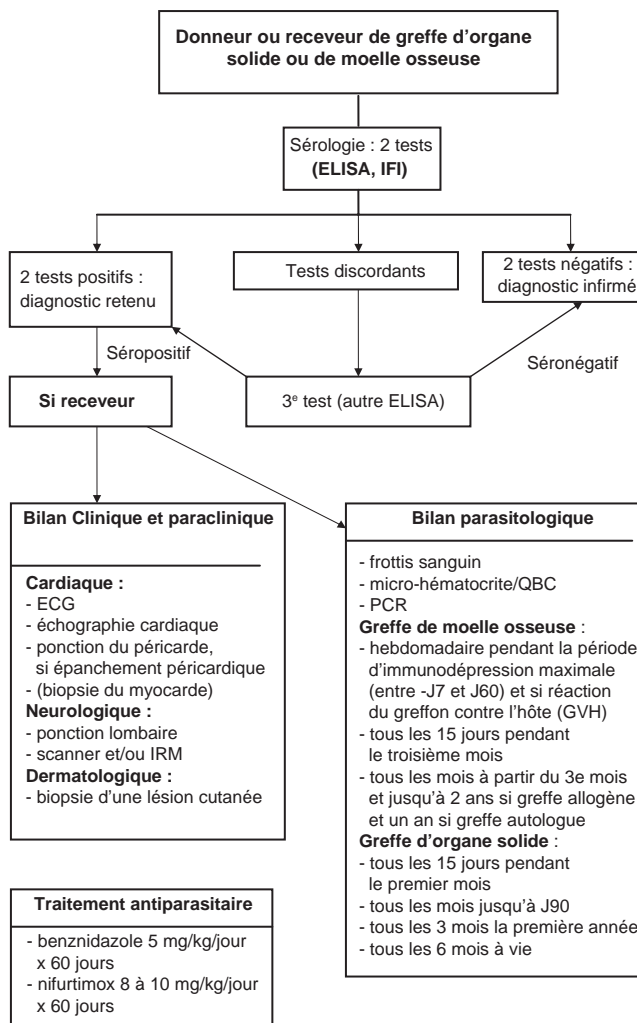 Donneur ou receveur de greffe d'organe
solide ou de moelle osseuse
Sérologie : 2 tests
(ELISA, IFI)
2 tests positifs :
diagnostic retenu
Tests discordants
2 tests négatifs :
diagnostic infirmé
Séropositif
Séronégatif
Si receveur
3e test (autre ELISA)
Bilan Clinique et paraclinique
Cardiaque :
- ECG
- échographie cardiaque
- ponction du péricarde,
si épanchement péricardique
- (biopsie du myocarde)
Neurologique :
- ponction lombaire
- scanner et/ou IRM
Dermatologique :
- biopsie d'une lésion cutanée
Bilan parasitologique
- frottis sanguin
- micro-hématocrite/QBC
- PCR
Greffe de moelle osseuse :
- hebdomadaire pendant la période
d'immunodépression maximale
(entre -J7 et J60) et si réaction
du greffon contre l'hôte (GVH)
- tous les 15 jours pendant
le troisième mois
- tous les mois à partir du 3e mois
et jusqu'à 2 ans si greffe allogène
et un an si greffe autologue
Greffe d'organe solide :
- tous les 15 jours pendant
le premier mois
- tous les mois jusqu'à J90
- tous les 3 mois la première année
- tous les 6 mois à vie
Traitement antiparasitaire
- benznidazole 5 mg/kg/jour
x 60 jours
- nifurtimox 8 à 10 mg/kg/jour
x 60 jours